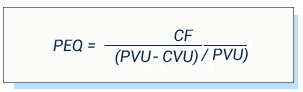 PEQ = CF
(PVU - CVU) / PVU)